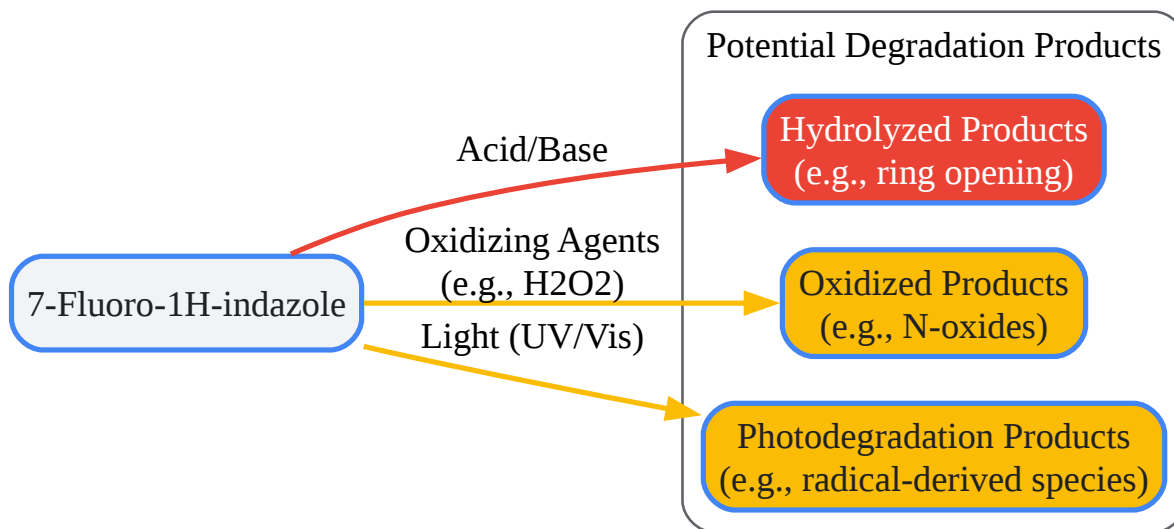 Potential Degradation Products
Hydrolyzed Products
(e.g., ring opening)
Acid/Base
Oxidizing Agents
(e.g., H2O2)
7-Fluoro-1H-indazole
Oxidized Products
(e.g., N-oxides)
Light (UV/Vis)
Photodegradation Products
(e.g., radical-derived species)